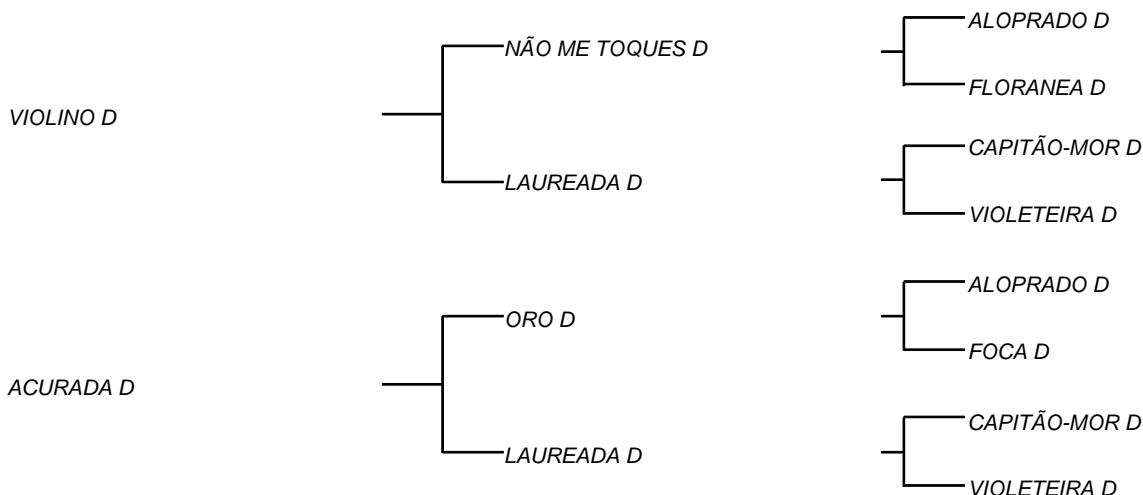 ALOPRADO D
NÃO ME TOQUES D
FLORANEA D
VIOLINO D
CAPITÃO-MOR D
LAUREADA D
VIOLETEIRA D
ALOPRADO D
ORO D
FOCA D
ACURADA D
CAPITÃO-MOR D
LAUREADA D
VIOLETEIRA D